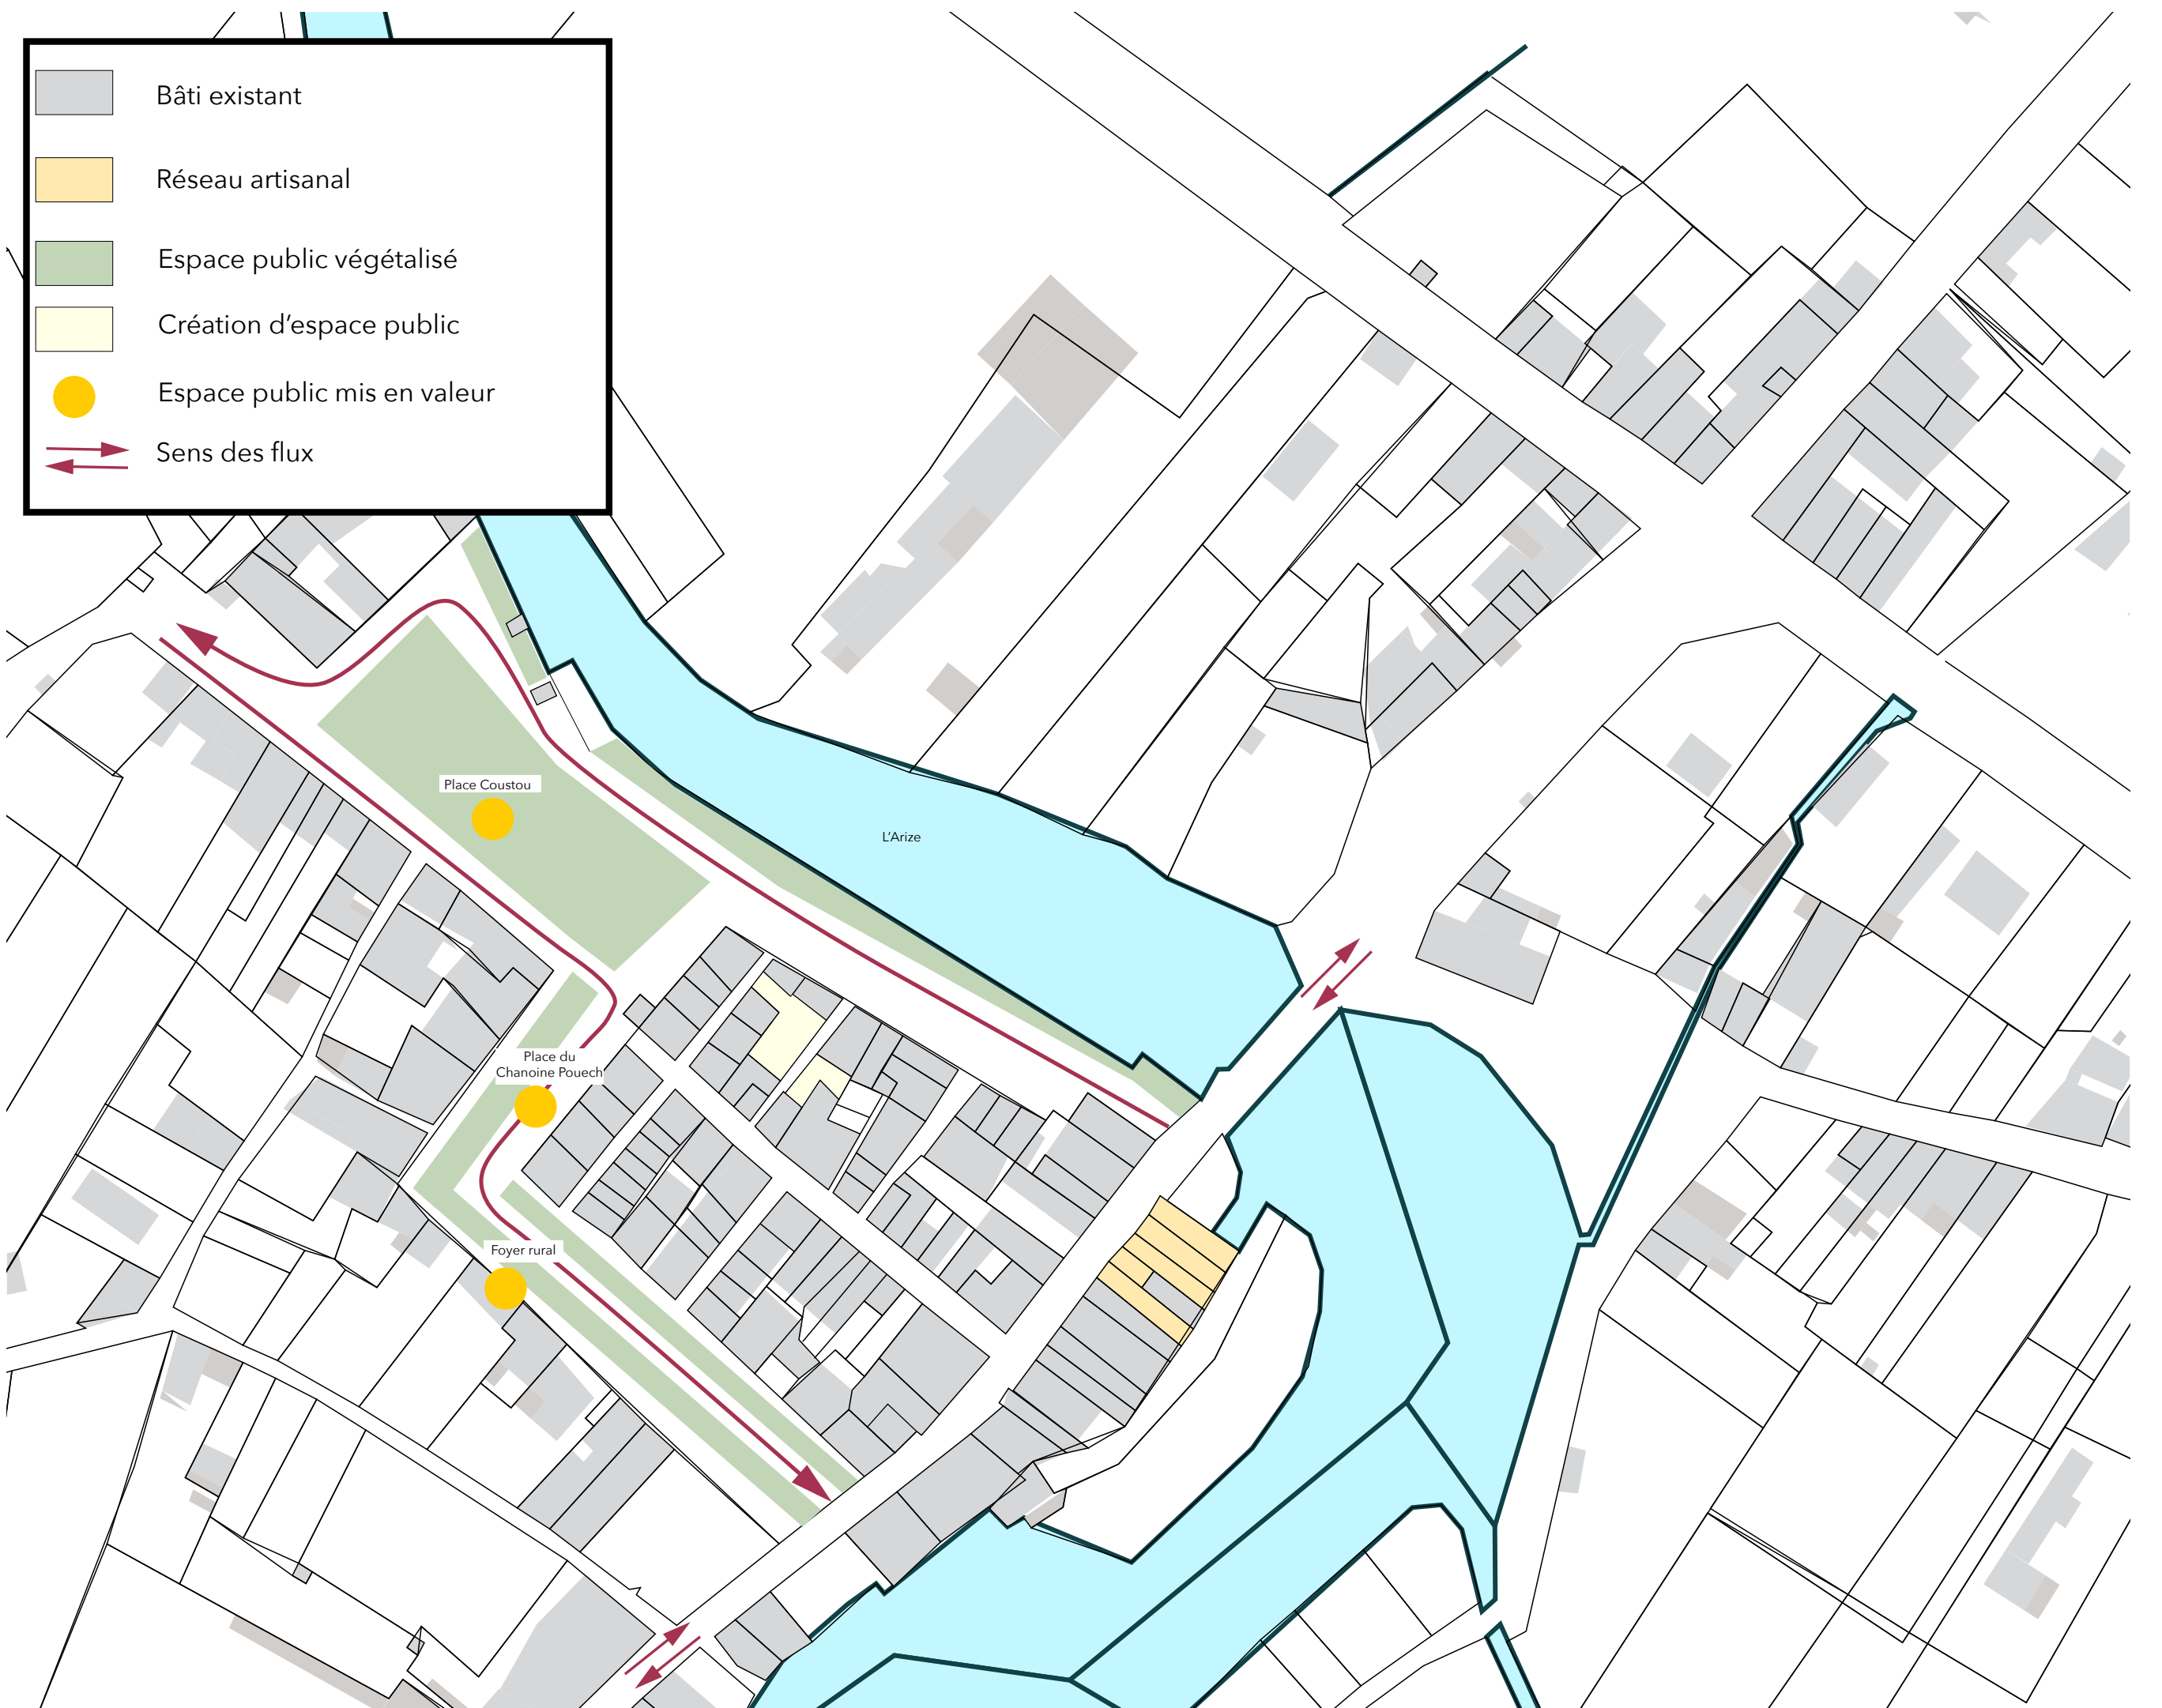 Bâti existant
Réseau artisanal
Espace public végétalisé
Création d’espace public
Espace public mis en valeur
Sens des flux
Place Coustou
L’Arize
Place du
Chanoine Pouech
Foyer rural